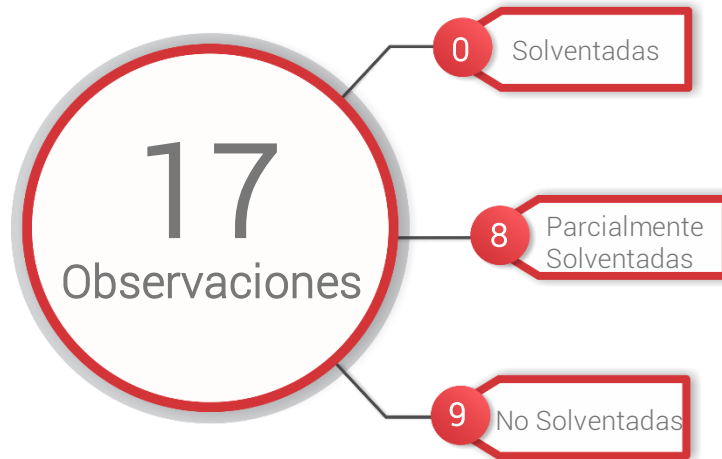 17
Observaciones
0
Solventadas
8
Parcialmente
Solventadas
9
No Solventadas